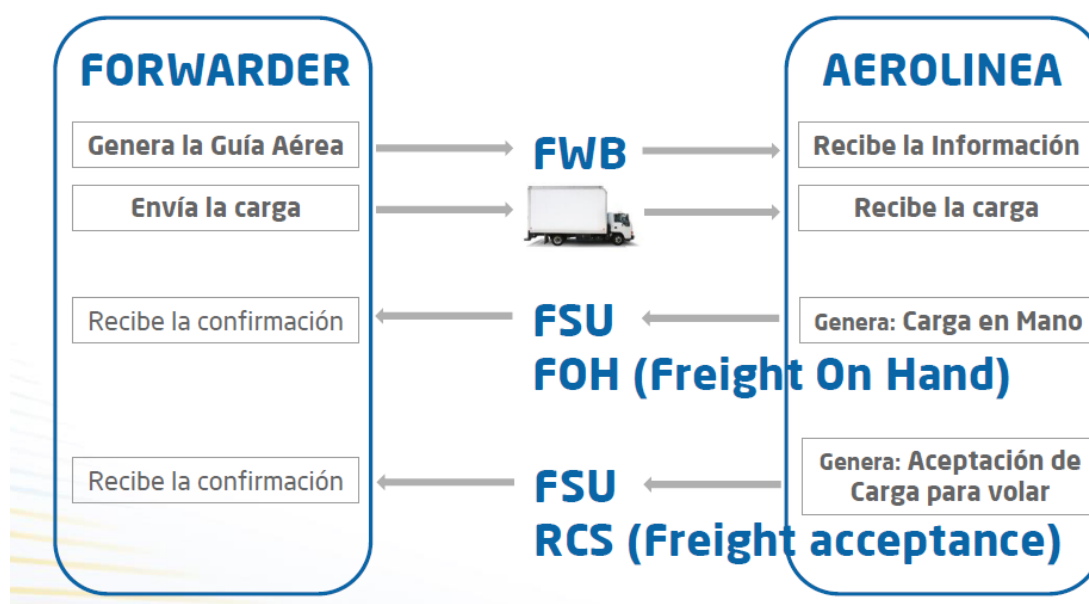 FORWARDER
AEROLINEA
Genera la Guía Aérea
FWB
Recibe la Información
Envía la carga
Recibe la carga
Recibe la confirmación
FSU
Genera: Carga en Mano
FOH (Freight On Hand)
Recibe la confirmación
FSU
Genera: Aceptación de
Carga para volar
RCS (Freight acceptance)